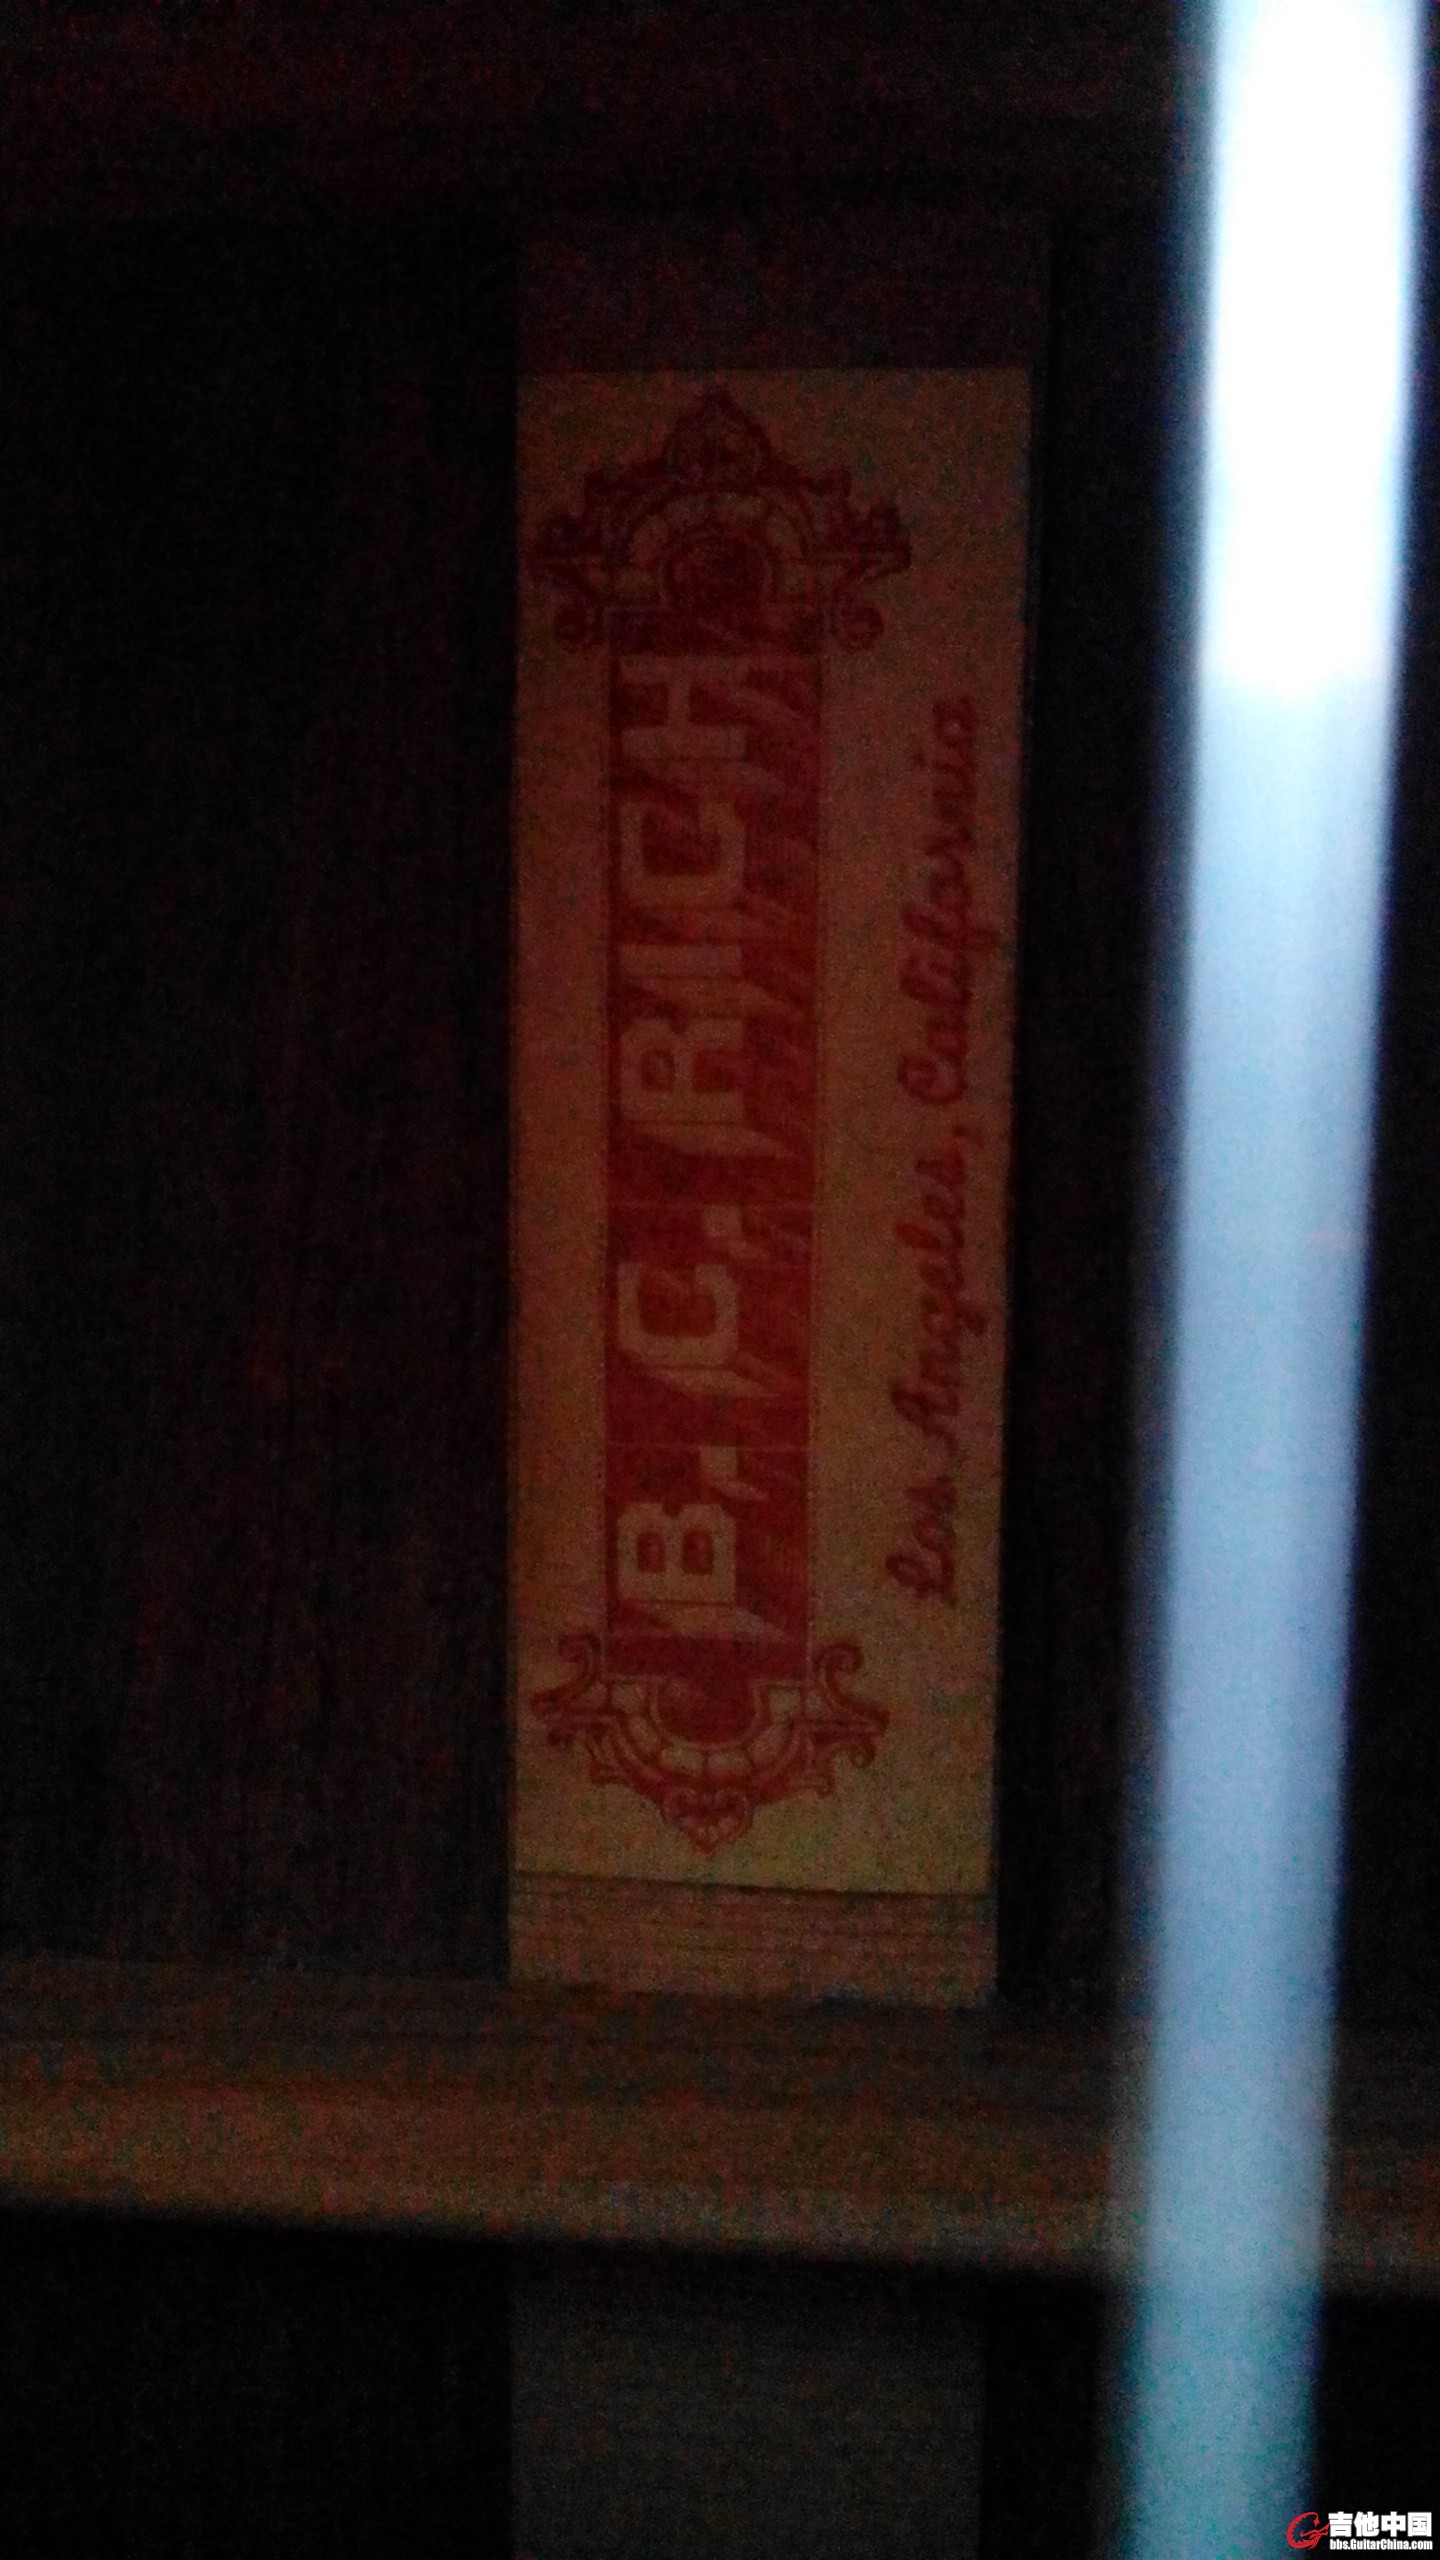 B.C. RICH
Los Angeles, California
吉他中国
bbs.GuitarChina.com